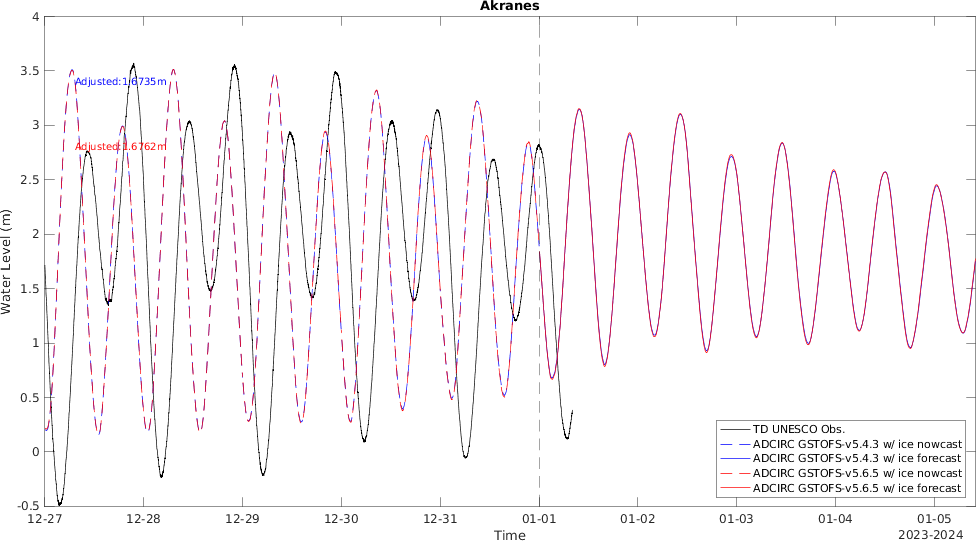 Akranes
4
3.5
3
2.5
2
1.5
1
0.5
0
-0.5
Water Level (m)
Adjusted:1.6735m
Adjusted:1.6762m
TD UNESCO Obs.
ADCIRC GSTOFS-v5.4.3 w/ ice nowcast
ADCIRC GSTOFS-v5.4.3 w/ ice forecast
ADCIRC GSTOFS-v5.6.5 w/ ice nowcast
ADCIRC GSTOFS-v5.6.5 w/ ice forecast
12-27 12-28 12-29 12-30 12-31 01-01 01-02 01-03 01-04 01-05
Time
2023-2024